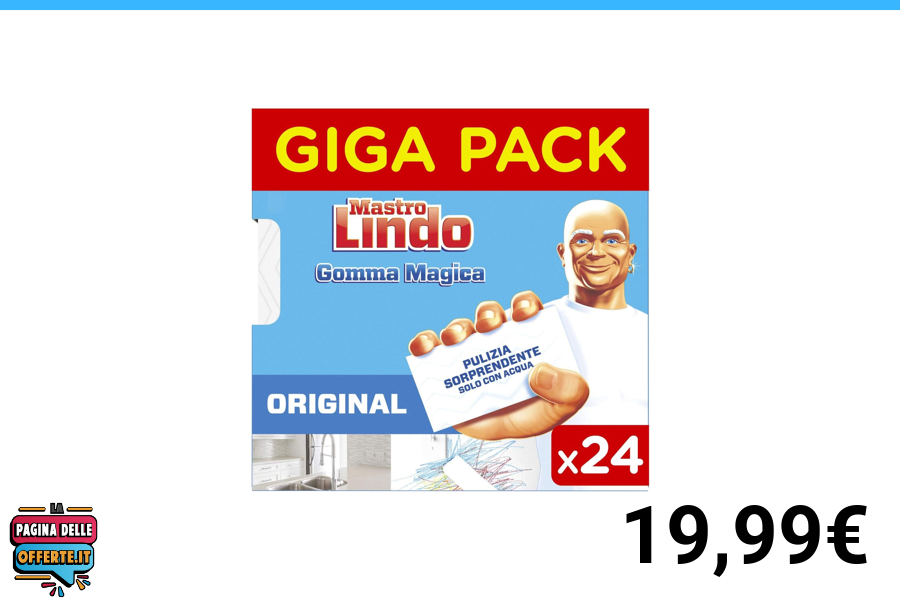 GIGA PACK
Mastro
Lindo
Gomma Magica
PULIZIA
SORPRENDENTE
SOLO CON ACQUA
ORIGINAL
x24
LA
PAGINA DELLE
OFFERTE.IT
19,99€